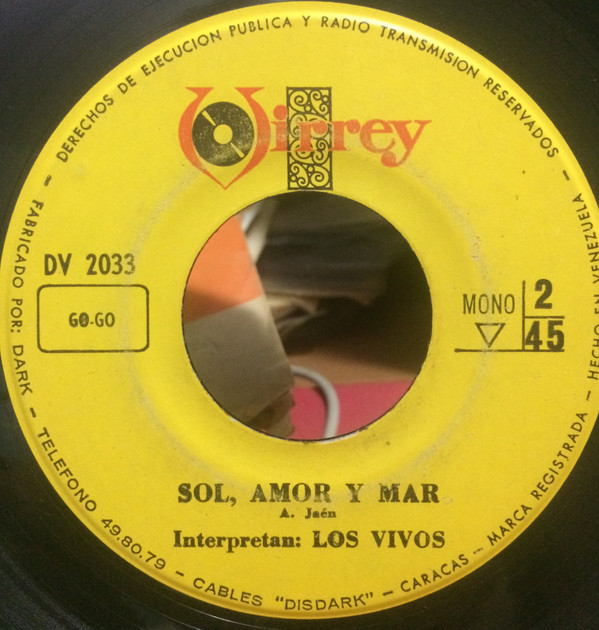 DERECHOS DE EJECUCION PUBLICA Y RADIO TRANSMISION RESERVADOS –
Virrey
DV 2033
GO-GO
MONO 2
45
SOL, AMOR Y MAR
A. Jaén
Interpretan: LOS VIVOS
– FABRICADO POR: DARK – TELEFONO 49.80.79 – CABLES "DISDARK" – CARACAS – MARCA REGISTRADA – HECHO EN VENEZUELA